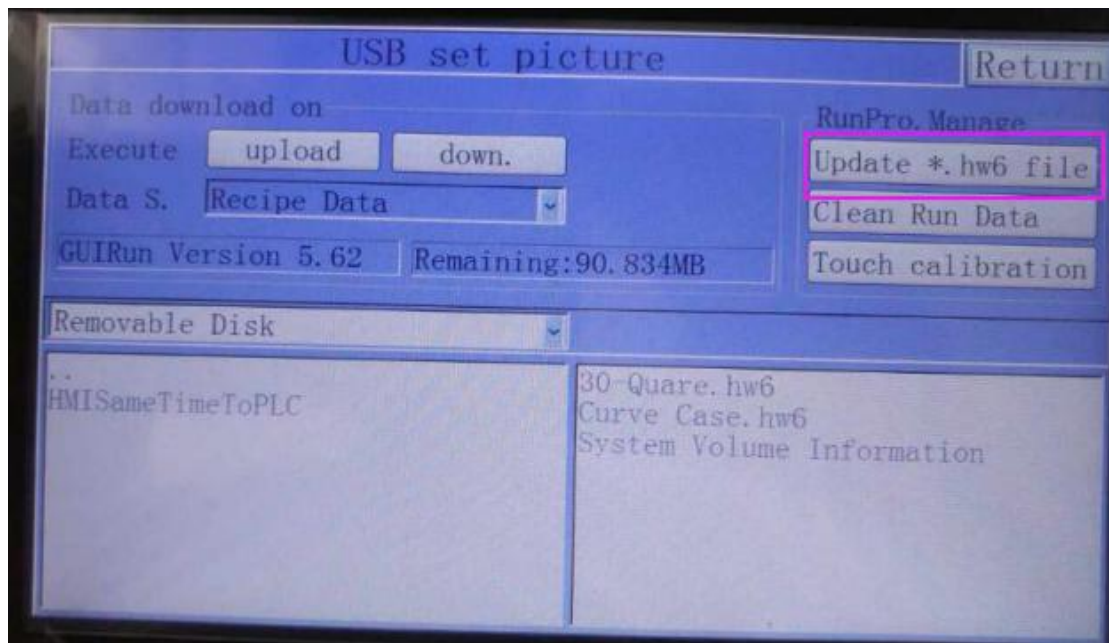 USB set picture
Return
Data download on
Execute upload down.
Data S. Recipe Data
GUIRun Version 5.62 Remaining:90.834MB
RunPro.Manage
Update *.hw6 file
Clean Run Data
Touch calibration
Removable Disk
..
HMISameTimeToPLC
30-Quare.hw6
Curve Case.hw6
System Volume Information